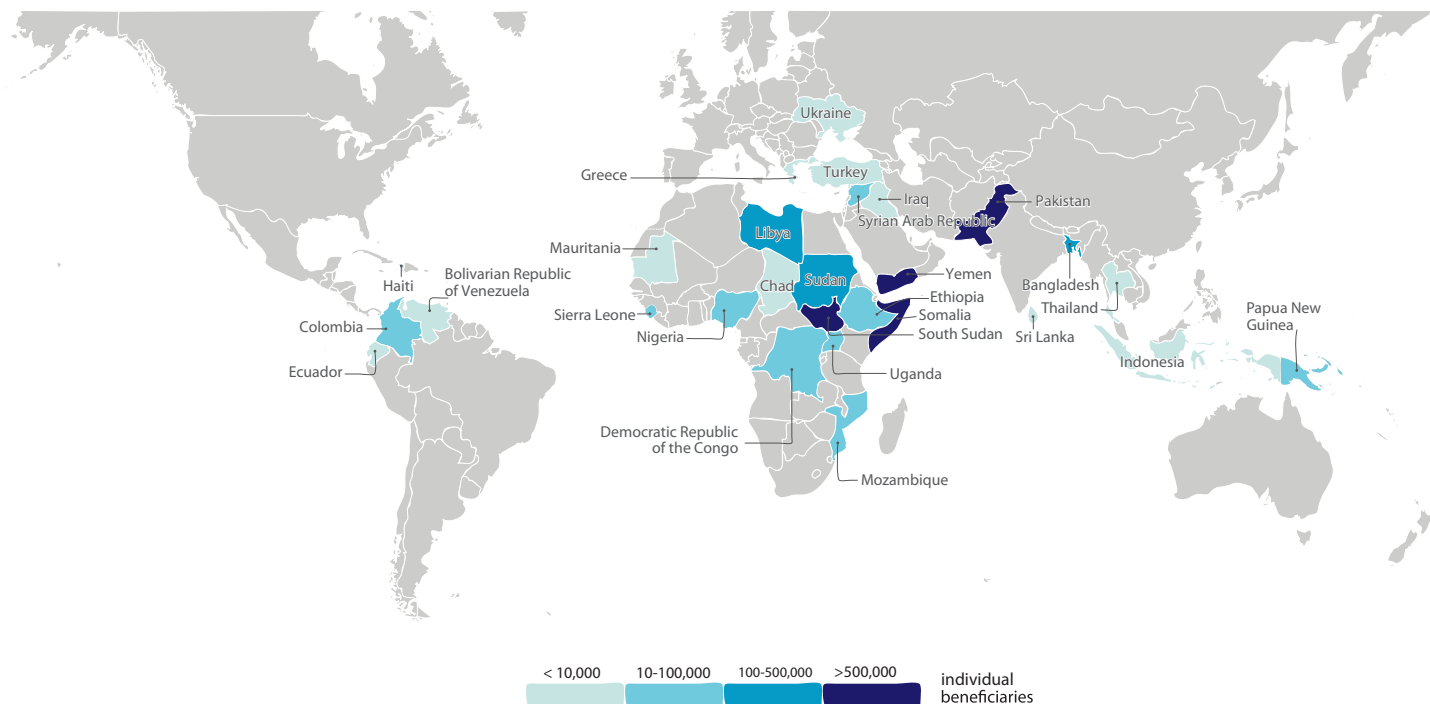 Ukraine
Turkey
Greece
Iraq
Pakistan
Syrian Arab Republic
Libya
Mauritania
Bolivarian Republic
of Venezuela
Haiti
Chad
Sudan
Yemen
Bangladesh
Ethiopia
Thailand
Papua New
Guinea
Sierra Leone
Somalia
Colombia
Nigeria
South Sudan
Sri Lanka
Indonesia
Ecuador
Uganda
Democratic Republic
of the Congo
Mozambique
< 10,000
10-100,000
100-500,000
>500,000
individual
beneficiaries